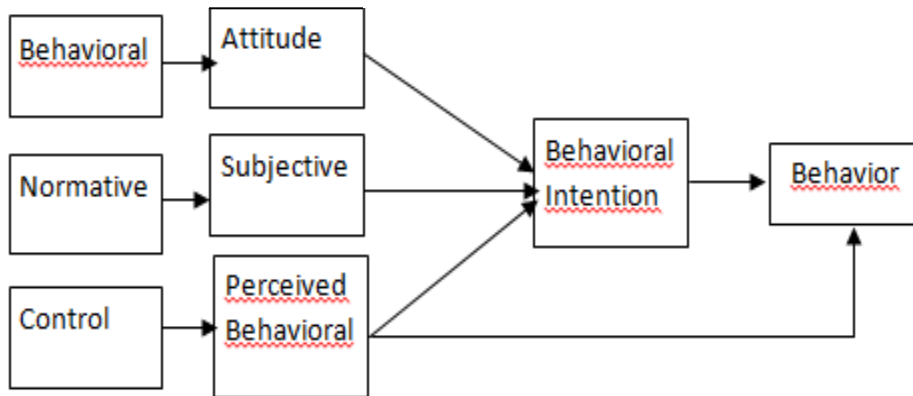 Behavioral
Attitude
Normative
Subjective
Control
Perceived
Behavioral
Behavioral
Intention
Behavior